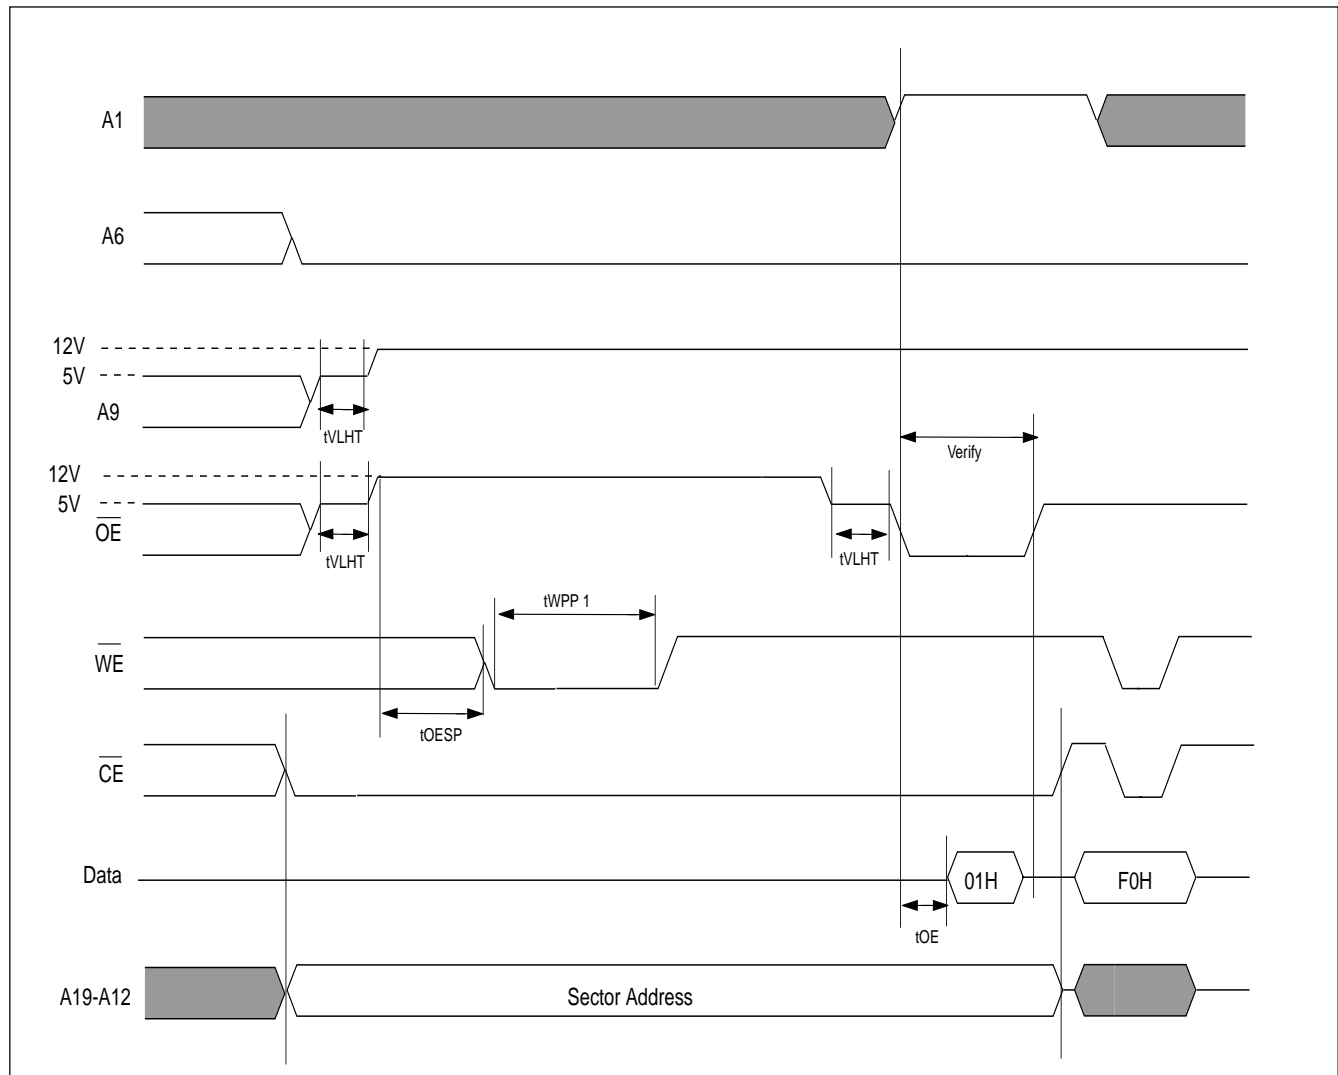 A1
A6
12V
5V
A9
tVLHT
Verify
12V
5V
OE
tVLHT
tVLHT
tWPP 1
WE
tOESP
CE
Data
01H
F0H
tOE
A19-A12
Sector Address